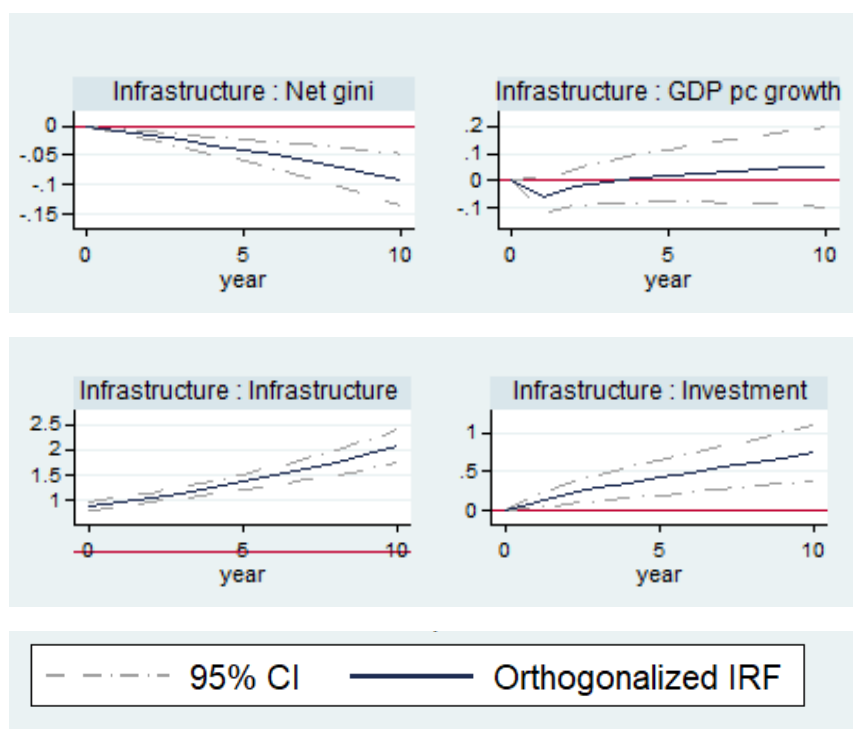 Infrastructure : Net gini
0
-.05
-.1
-.15
0 5 10
year
Infrastructure : GDP pc growth
.2
.1
0
-.1
0 5 10
year
Infrastructure : Infrastructure
2.5
2
1.5
1
0 5 10
year
Infrastructure : Investment
1
.5
0
0 5 10
year
95% CI
Orthogonalized IRF